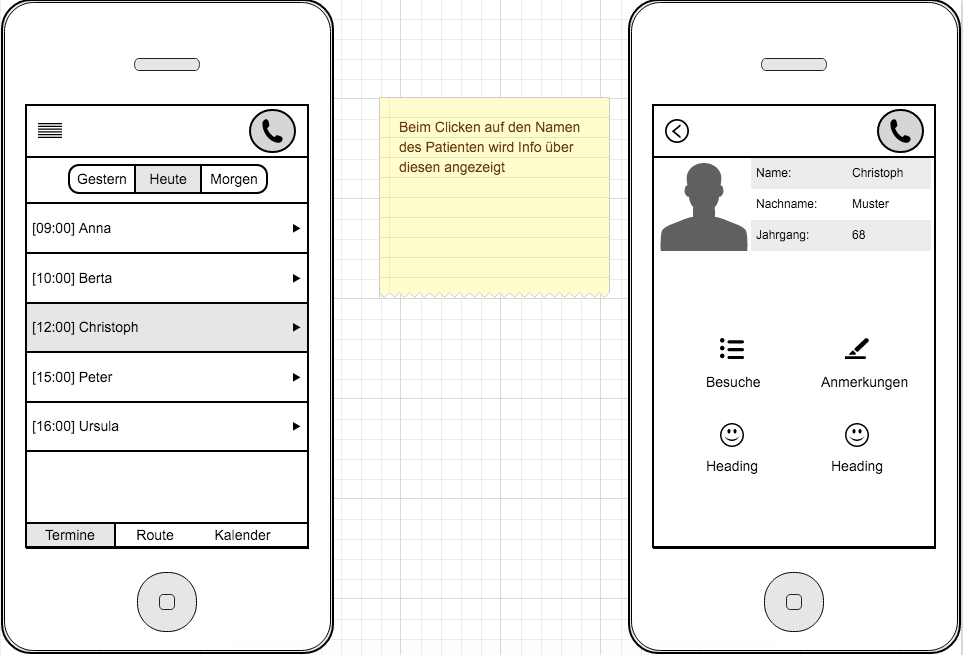 Gestern Heute Morgen
[09:00] Anna
[10:00] Berta
[12:00] Christoph
[15:00] Peter
[16:00] Ursula
Termine Route Kalender
Beim Clicken auf den Namen
des Patienten wird Info über
diesen angezeigt
Name: Christoph
Nachname: Muster
Jahrgang: 68
Besuche Anmerkungen
Heading Heading